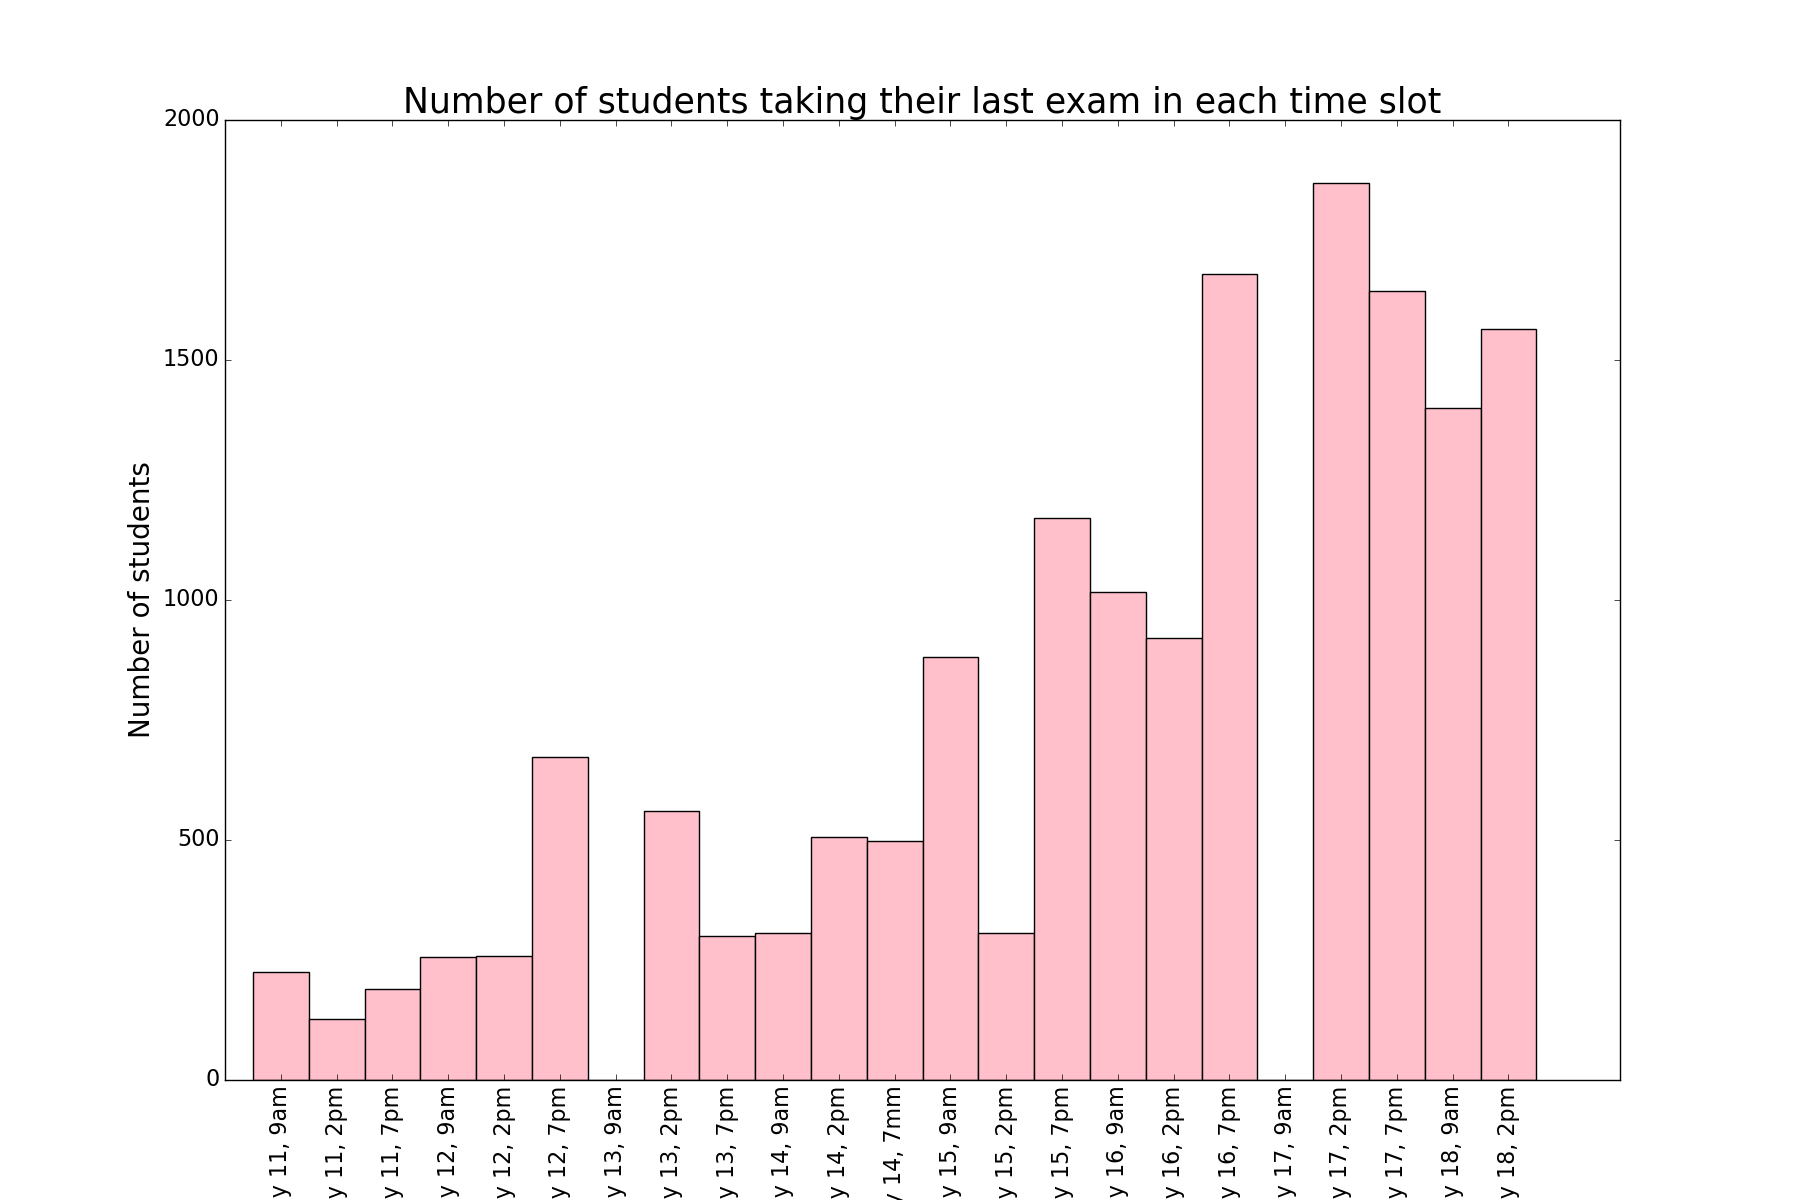 Number of students taking their last exam in each time slot
Number of students
2000
1500
1000
500
0
y 11, 9am
y 11, 2pm
y 11, 7pm
y 12, 9am
y 12, 2pm
y 12, 7pm
y 13, 9am
y 13, 2pm
y 13, 7pm
y 14, 9am
y 14, 2pm
y 14, 7mm
y 15, 9am
y 15, 2pm
y 15, 7pm
y 16, 9am
y 16, 2pm
y 16, 7pm
y 17, 9am
y 17, 2pm
y 17, 7pm
y 18, 9am
y 18, 2pm